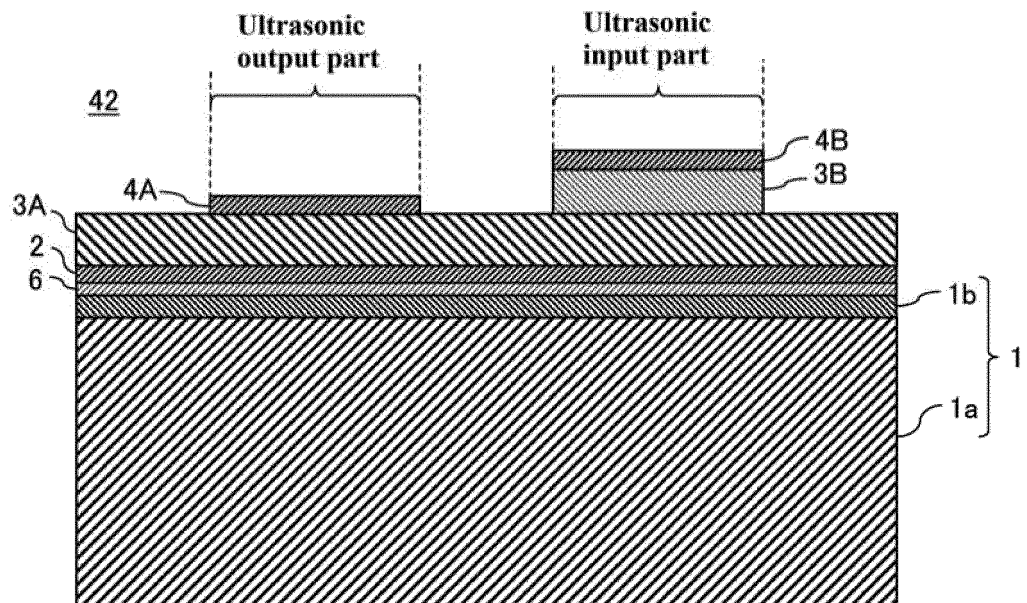 Ultrasonic
output part
Ultrasonic
input part
42
4B
4A
3B
3A
2
6
1b
1
1a